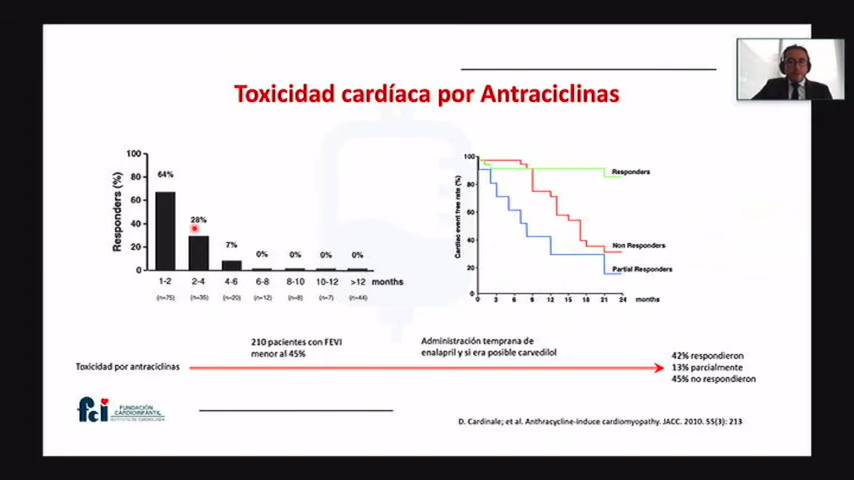 Toxicidad cardíaca por Antraciclinas
Responders (%)
100
80
60
40
20
0
64%
28%
7%
0%
0%
0%
0%
1-2
2-4
4-6
6-8
8-10
10-12
>12
months
(n=75)
(n=35)
(n=20)
(n=12)
(n=8)
(n=7)
(n=44)
Cardiac event free rate (%)
100
80
60
40
20
0
Responders
Non Responders
Partial Responders
0
3
6
9
12
15
18
21
24
months
210 pacientes con FEVI
menor al 45%
Administración temprana de
enalapril y si era posible carvedilol
Toxicidad por antraciclinas
42% respondieron
13% parcialmente
45% no respondieron
fci
FUNDACIÓN
CARDIOINFANTIL
INSTITUTO DE CARDIOLOGÍA
D. Cardinale; et al. Anthracycline-induce cardiomyopathy. JACC. 2010. 55(3): 213